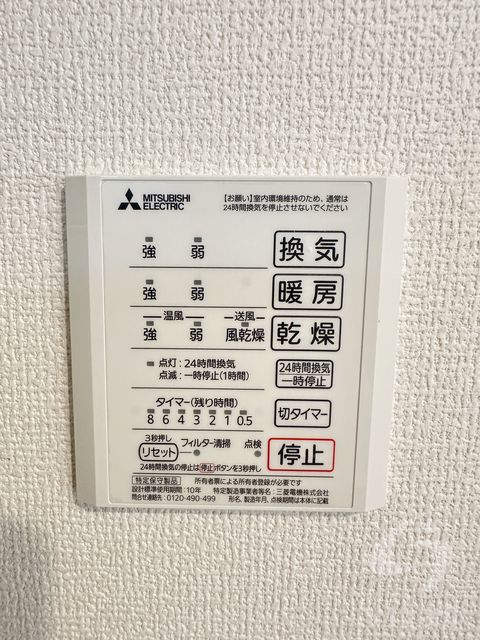 MITSUBISHI
ELECTRIC
【お願い】室内環境維持のため、通常は
24時間換気を停止させないでください
強 弱 換気
強 弱 暖房
温風 送風
強 弱 風乾燥 乾燥
点灯：24時間換気
点滅：一時停止(1時間)
24時間換気
一時停止
タイマー(残り時間)
8 6 4 3 2 1 0.5
切タイマー
3秒押し
リセット フィルター清掃 点検
停止
24時間換気の停止は停止ボタンを3秒押し
特定保守製品 所有者票による所有者登録が必要です
設計標準使用期間：10年 特定製造事業者等名：三菱電機株式会社
問合せ連絡先：0120-490-499 形名、製造年月、点検期間は本体に記載